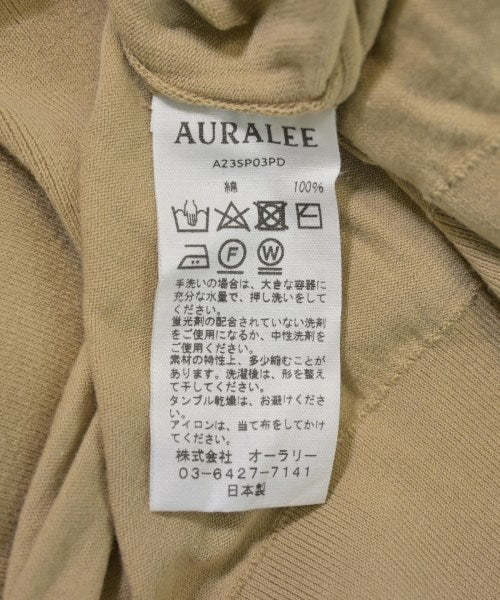 AURALEE
A23SP03PD
綿 100%
F W
手洗いの場合は、大きな容器に
充分な水量で、押し洗いをして
ください。
蛍光剤の配合されていない洗剤
をご使用になるか、中性洗剤を
ご使用ください。
素材の特性上、多少縮むことが
あります。洗濯後は、形を整え
て干してください。
タンブル乾燥は、お避けくださ
い。
アイロンは、当て布をしてかけ
てください。
株式会社 オーラリー
03-6427-7141
日本製